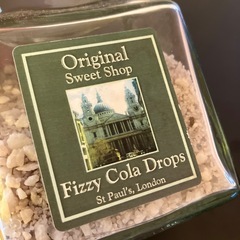 Original
Sweet Shop
Fizzy Cola Drops
St Paul's, London